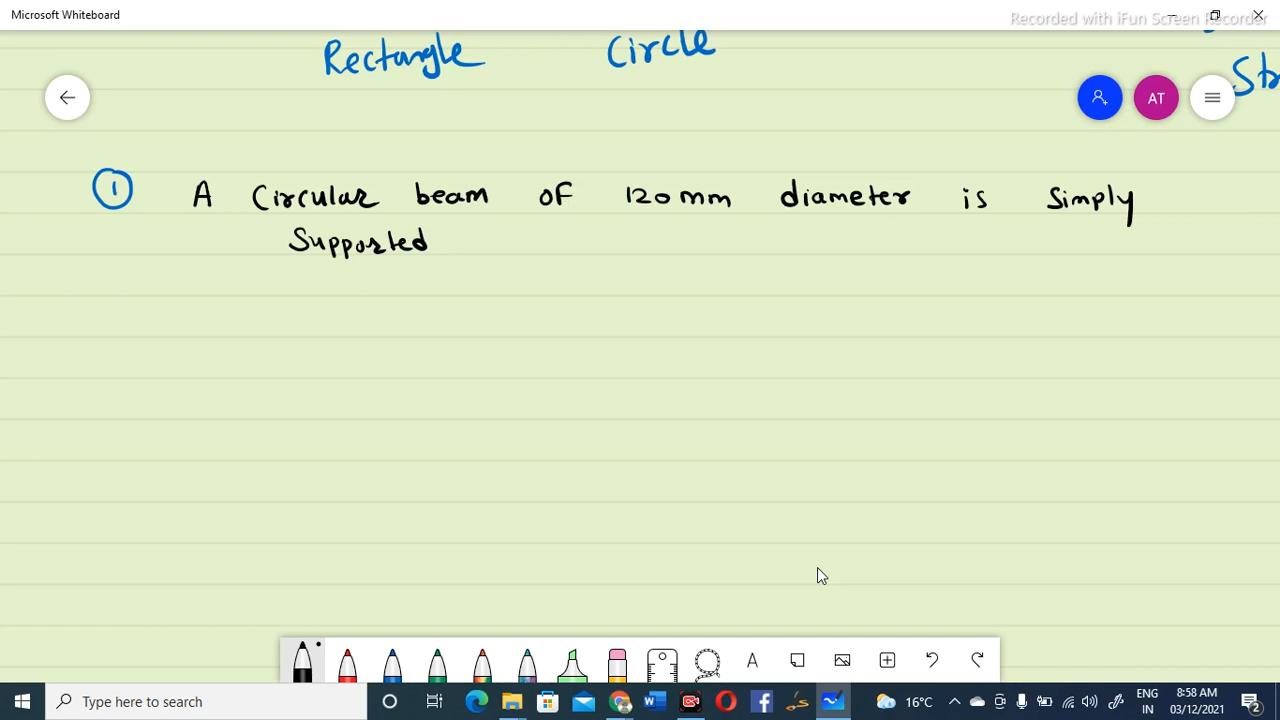 Microsoft Whiteboard
Recorded with iFun Screen Recorder
Rectangle Circle
AT
1 A Circular beam of 120mm diameter is simply
Supported
A
Type here to search
16°C
ENG
IN
8:58 AM
03/12/2021
2